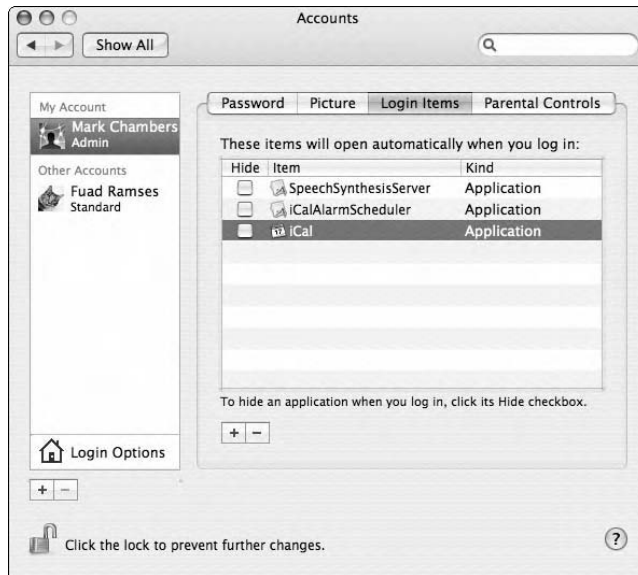 Accounts
Show All
My Account
Mark Chambers
Admin
Other Accounts
Fuad Ramses
Standard
Login Options
+ −
Password Picture Login Items Parental Controls
These items will open automatically when you log in:
Hide Item Kind
SpeechSynthesisServer Application
iCalAlarmScheduler Application
iCal Application
To hide an application when you log in, click its Hide checkbox.
+ −
Click the lock to prevent further changes.
?